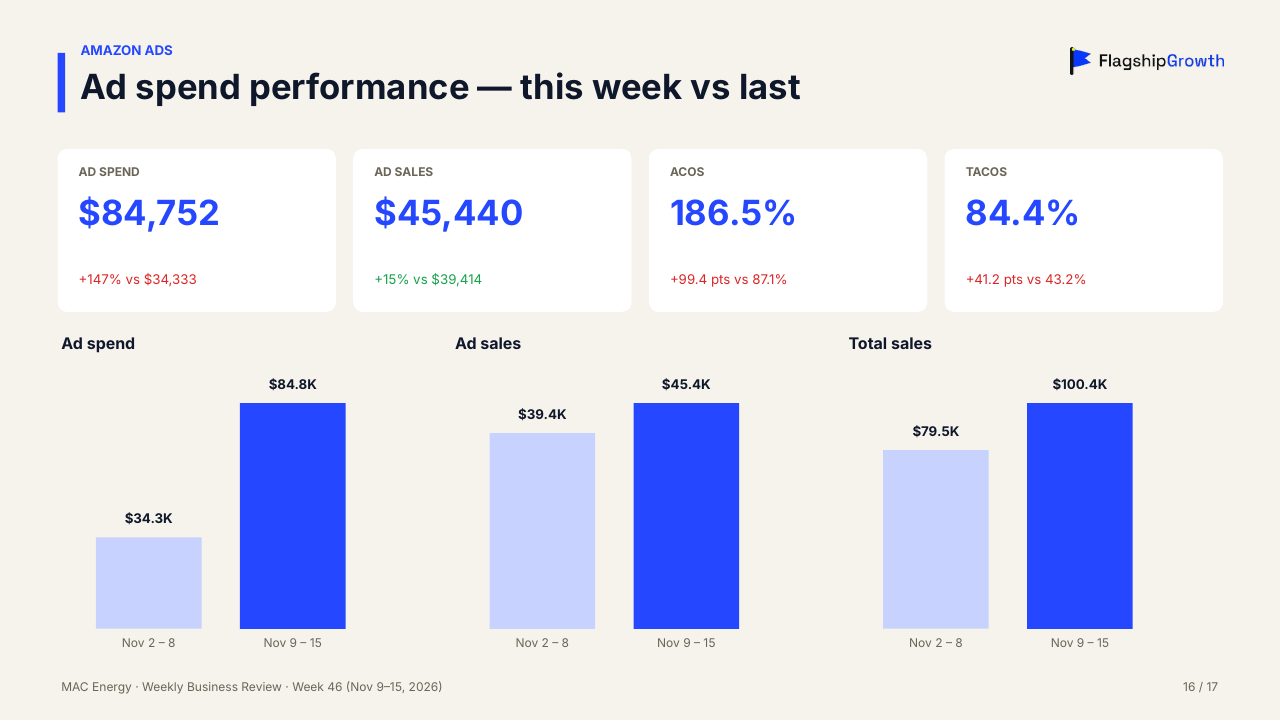 AMAZON ADS
Ad spend performance — this week vs last
FlagshipGrowth
AD SPEND
$84,752
+147% vs $34,333
AD SALES
$45,440
+15% vs $39,414
ACOS
186.5%
+99.4 pts vs 87.1%
TACOS
84.4%
+41.2 pts vs 43.2%
Ad spend
$34.3K
$84.8K
Nov 2 – 8
Nov 9 – 15
Ad sales
$39.4K
$45.4K
Nov 2 – 8
Nov 9 – 15
Total sales
$79.5K
$100.4K
Nov 2 – 8
Nov 9 – 15
MAC Energy · Weekly Business Review · Week 46 (Nov 9–15, 2026)
16 / 17